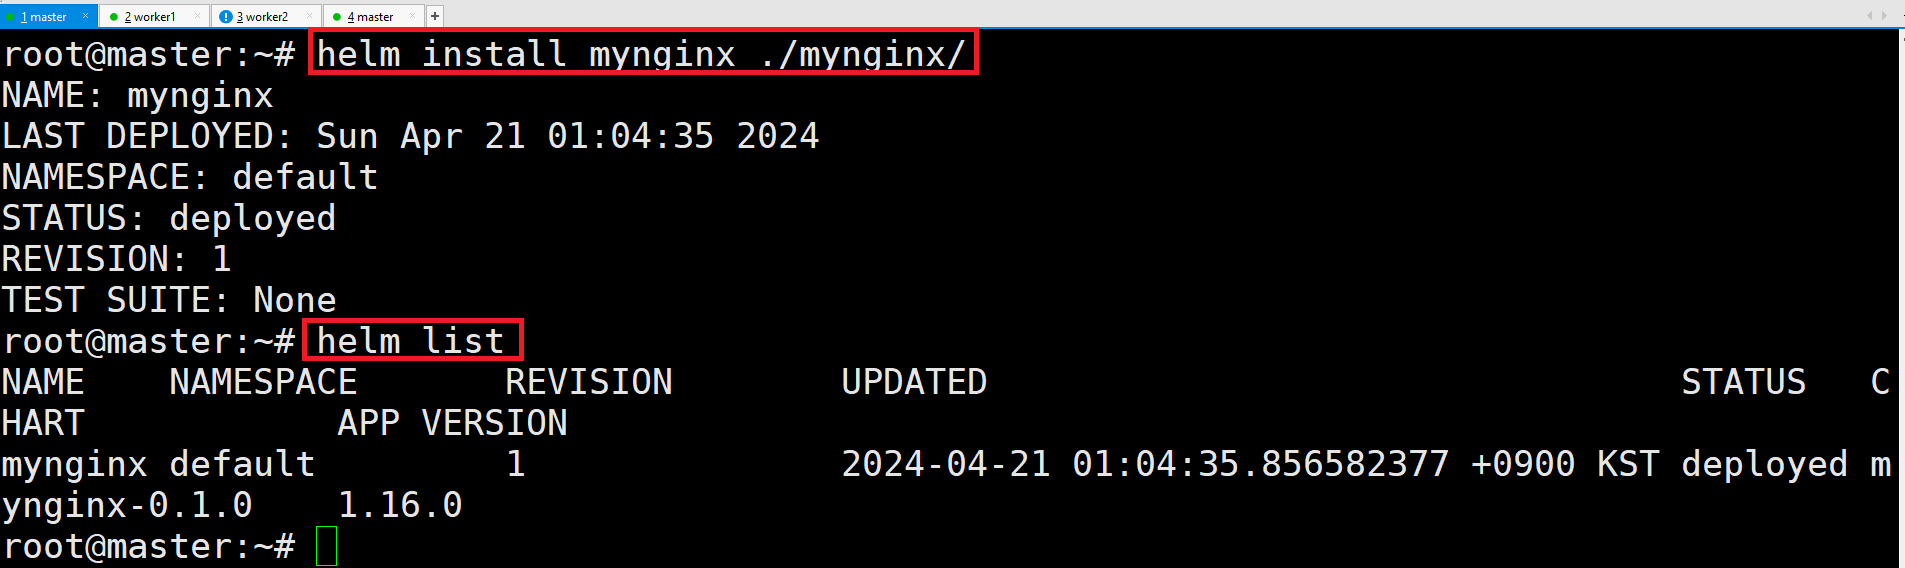 1 master × 2 worker1 × 3 worker2 × 4 master × +
root@master:~# helm install mynginx ./mynginx/
NAME: mynginx
LAST DEPLOYED: Sun Apr 21 01:04:35 2024
NAMESPACE: default
STATUS: deployed
REVISION: 1
TEST SUITE: None
root@master:~# helm list
NAME    NAMESPACE       REVISION        UPDATED                                 STATUS   C
HART            APP VERSION
mynginx default         1               2024-04-21 01:04:35.856582377 +0900 KST deployed m
ynginx-0.1.0    1.16.0
root@master:~#